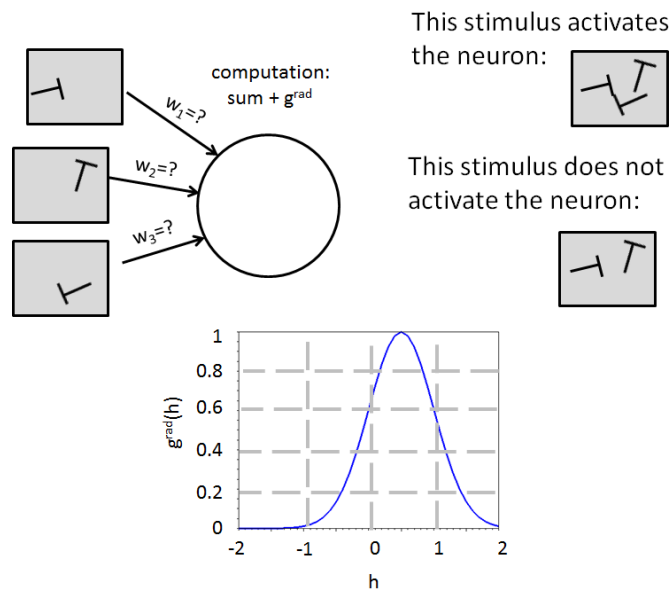 This stimulus activates
the neuron:
computation:
sum + g^rad
w₁=?
w₂=?
w₃=?
This stimulus does not
activate the neuron:
1
0.8
0.6
0.4
0.2
0
g^rad(h)
-2
-1
0
1
2
h